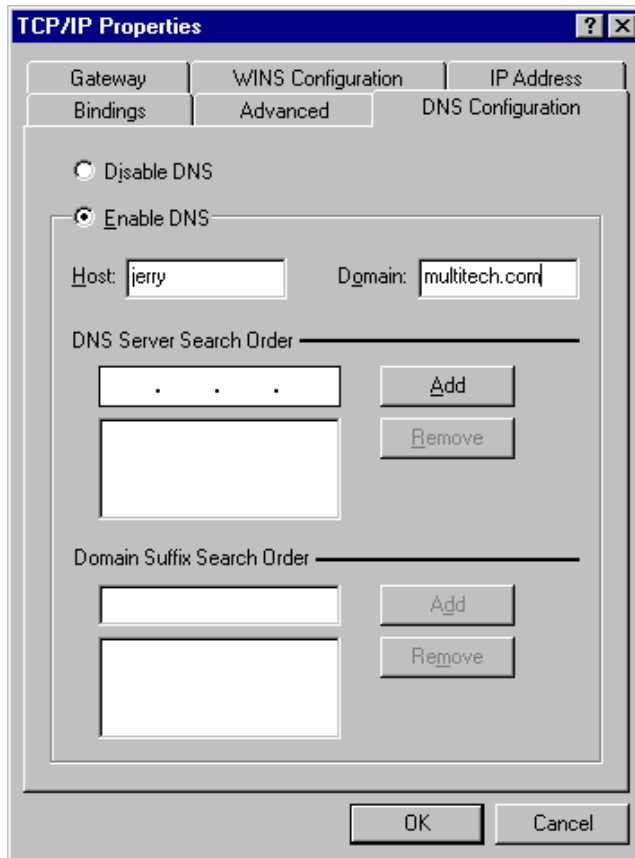 TCP/IP Properties
Gateway WINS Configuration IP Address
Bindings Advanced DNS Configuration
Disable DNS
Enable DNS
Host: jerry Domain: multitech.com
DNS Server Search Order
. . . Add
Remove
Domain Suffix Search Order
Add
Remove
OK Cancel